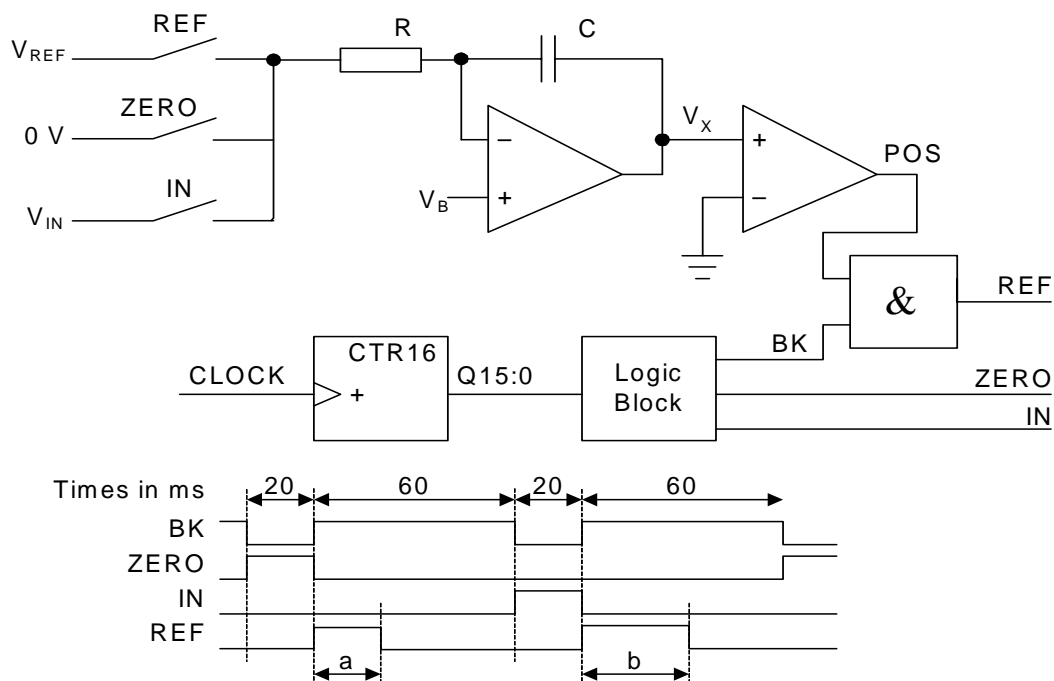 REF
R
C
V_REF
ZERO
0 V
V_X
−
+
POS
IN
V_IN
V_B
+
−
&
REF
BK
CTR16
CLOCK
+
Q15:0
Logic
Block
ZERO
IN
Times in ms
20
60
20
60
BK
ZERO
IN
REF
a
b